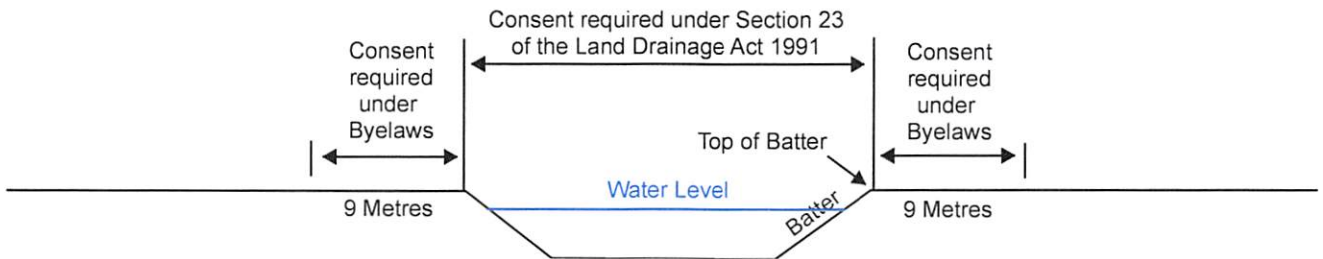 Consent required under Section 23
of the Land Drainage Act 1991
Consent
required
under
Byelaws
Consent
required
under
Byelaws
Top of Batter
Water Level
Batter
9 Metres
9 Metres